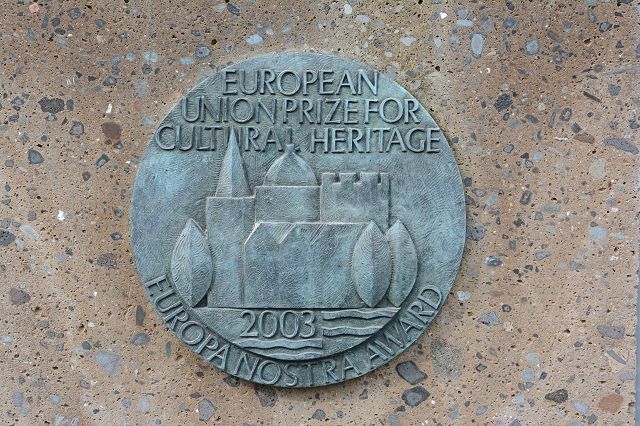 EUROPEAN
UNION PRIZE FOR
CULTURAL HERITAGE
2003
EUROPA NOSTRA AWARD